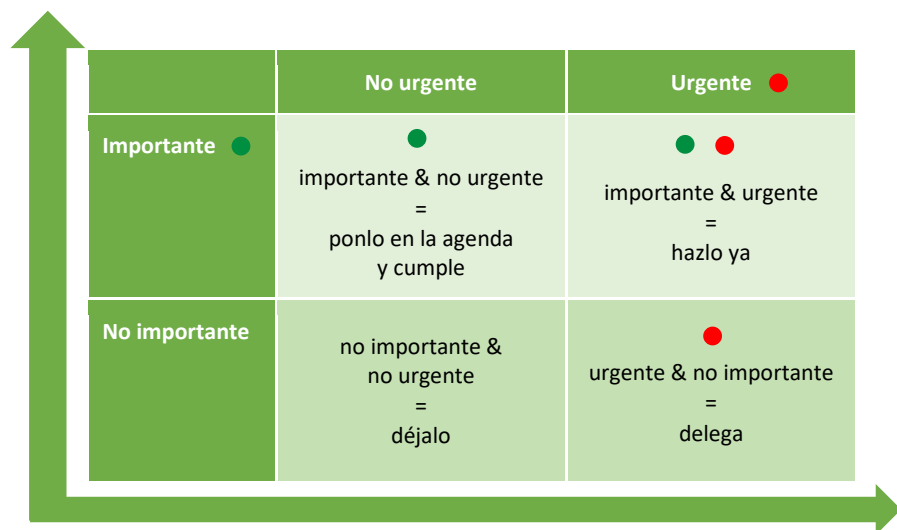 No urgente
Urgente
Importante
importante & no urgente
=
ponlo en la agenda
y cumple
importante & urgente
=
hazlo ya
No importante
no importante &
no urgente
=
déjalo
urgente & no importante
=
delega